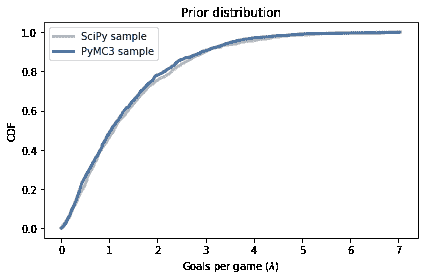 Prior distribution
SciPy sample
PyMC3 sample
CDF
1.0
0.8
0.6
0.4
0.2
0.0
0 1 2 3 4 5 6 7
Goals per game (λ)